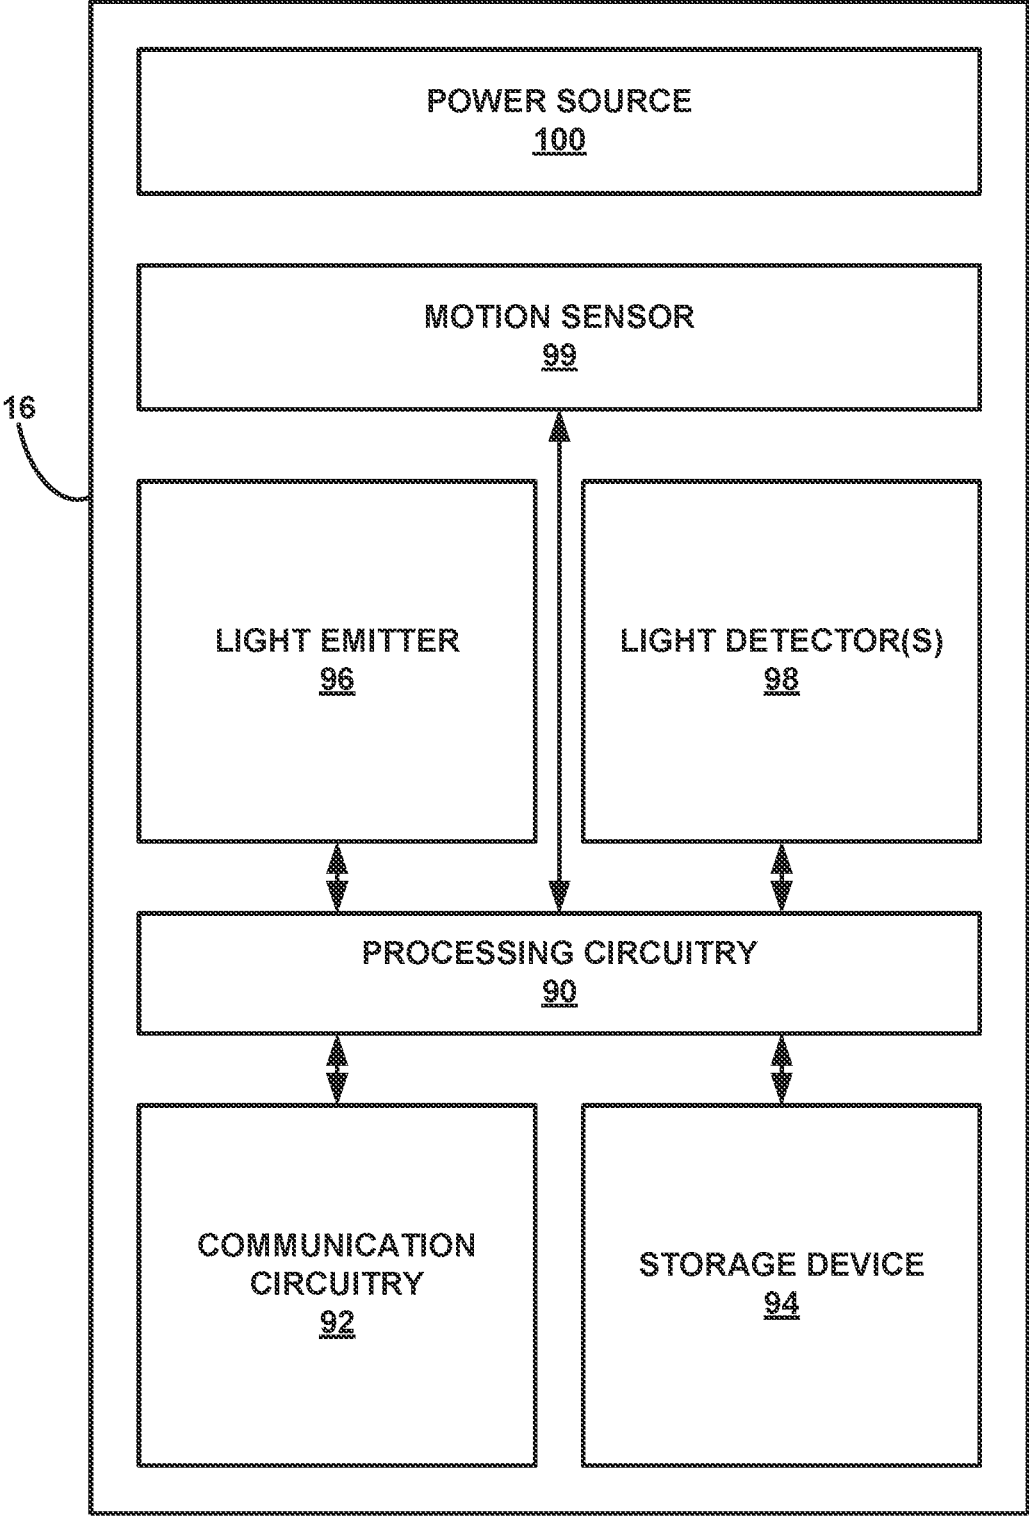 POWER SOURCE
100
MOTION SENSOR
99
16
LIGHT EMITTER
96
LIGHT DETECTOR(S)
98
PROCESSING CIRCUITRY
90
COMMUNICATION
CIRCUITRY
92
STORAGE DEVICE
94